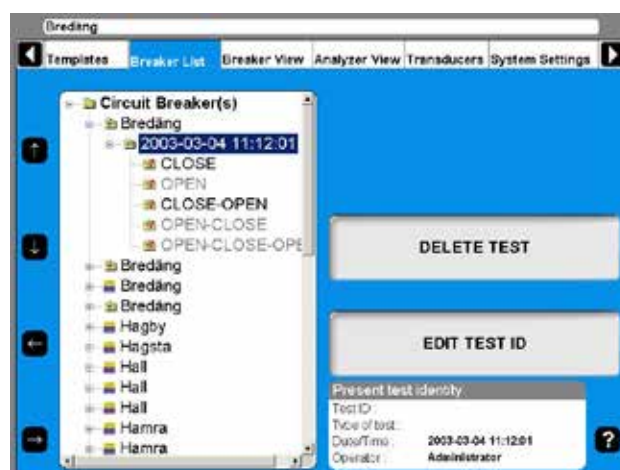 Bredäng
Templates Breaker List Breaker View Analyzer View Transducers System Settings
Circuit Breaker(s)
Bredäng
2003-03-04 11:12:01
CLOSE
OPEN
CLOSE-OPEN
OPEN-CLOSE
OPEN-CLOSE-OPE
Bredäng
Bredäng
Bredäng
Hagby
Hagsta
Hall
Hall
Hall
Hamra
Hamra
DELETE TEST
EDIT TEST ID
Present test identity
Test ID :
Type of test :
Date/Time : 2003-03-04 11:12:01
Operator : Administrator
?